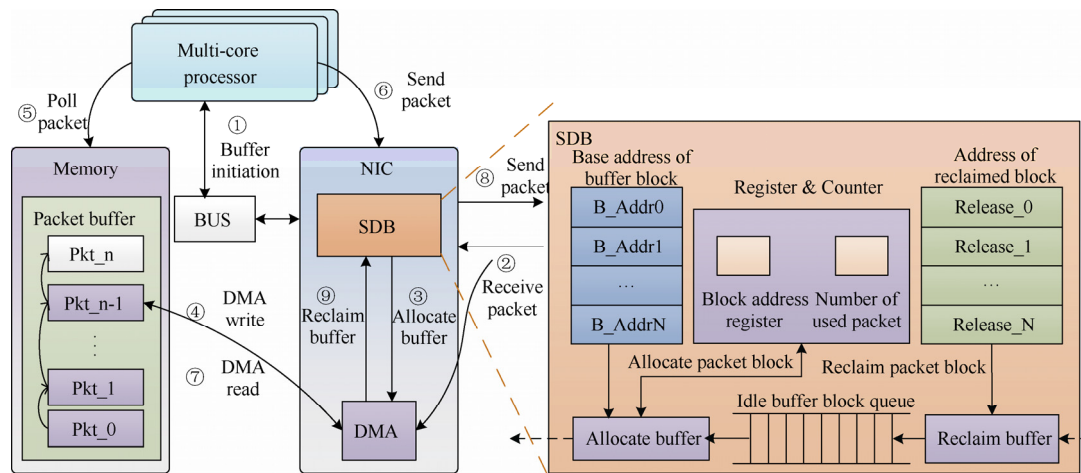 Multi-core
processor
⑤ Poll
packet
⑥ Send
packet
①
Buffer
initiation
Memory
Packet buffer
Pkt_n
Pkt_n-1
⋮
Pkt_1
Pkt_0
BUS
NIC
SDB
④ DMA
write
⑦ DMA
read
⑨
Reclaim
buffer
③
Allocate
buffer
DMA
⑧ Send
packet
②
Receive
packet
SDB
Base address of
buffer block
B_Addr0
B_Addr1
...
B_AddrN
Register & Counter
Block address
register
Number of
used packet
Address of
reclaimed block
Release_0
Release_1
...
Release_N
Allocate packet block
Reclaim packet block
Idle buffer block queue
Allocate buffer
Reclaim buffer